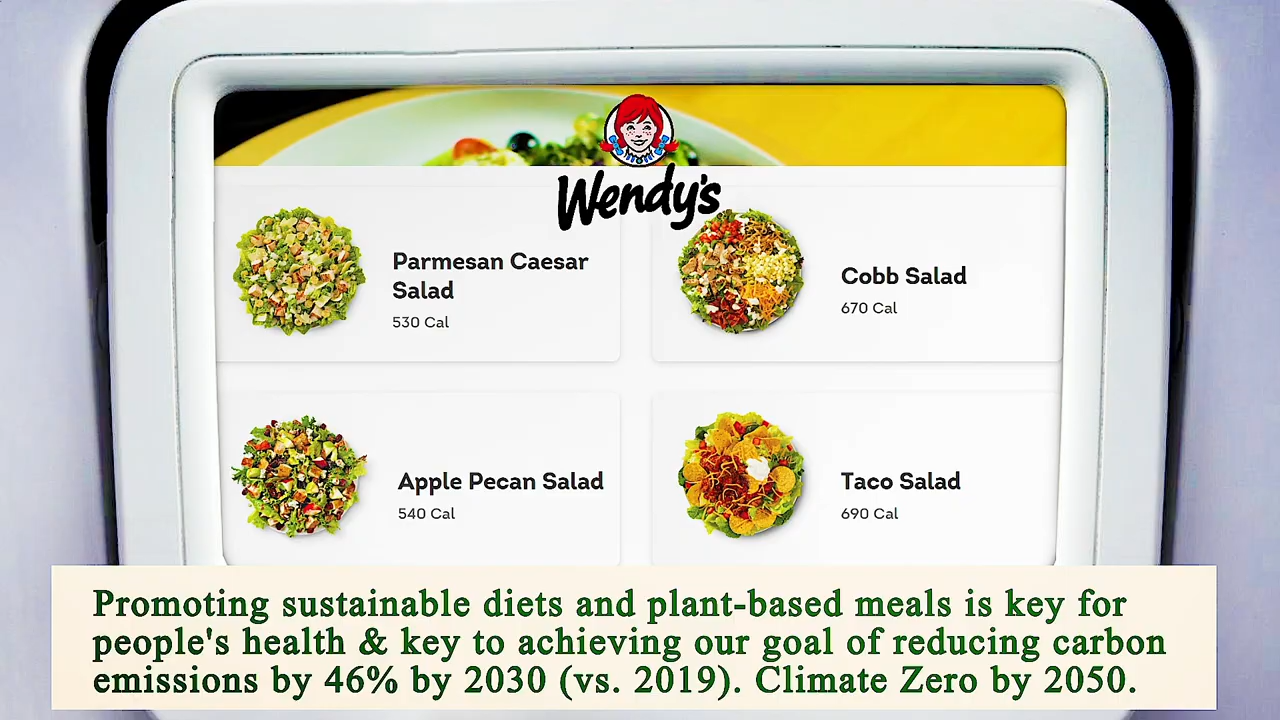 Wendy's
Parmesan Caesar
Salad
530 Cal
Cobb Salad
670 Cal
Apple Pecan Salad
540 Cal
Taco Salad
690 Cal
Promoting sustainable diets and plant-based meals is key for
people's health & key to achieving our goal of reducing carbon
emissions by 46% by 2030 (vs. 2019). Climate Zero by 2050.